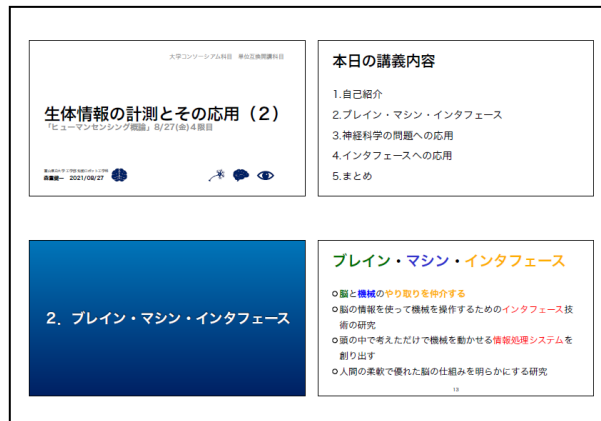 大学コンソーシアム科目 単位互換開講科目
生体情報の計測とその応用（2）
「ヒューマンセンシング概論」8/27(金)４限目
2021/08/27
本日の講義内容
1.自己紹介
2.ブレイン・マシン・インタフェース
3.神経科学の問題への応用
4.インタフェースへの応用
5.まとめ
2. ブレイン・マシン・インタフェース
ブレイン・マシン・インタフェース
脳と機械のやり取りを仲介する
脳の情報を使って機械を操作するためのインタフェース技
術の研究
頭の中で考えただけで機械を動かせる情報処理システムを
創り出す
人間の柔軟で優れた脳の仕組みを明らかにする研究
13